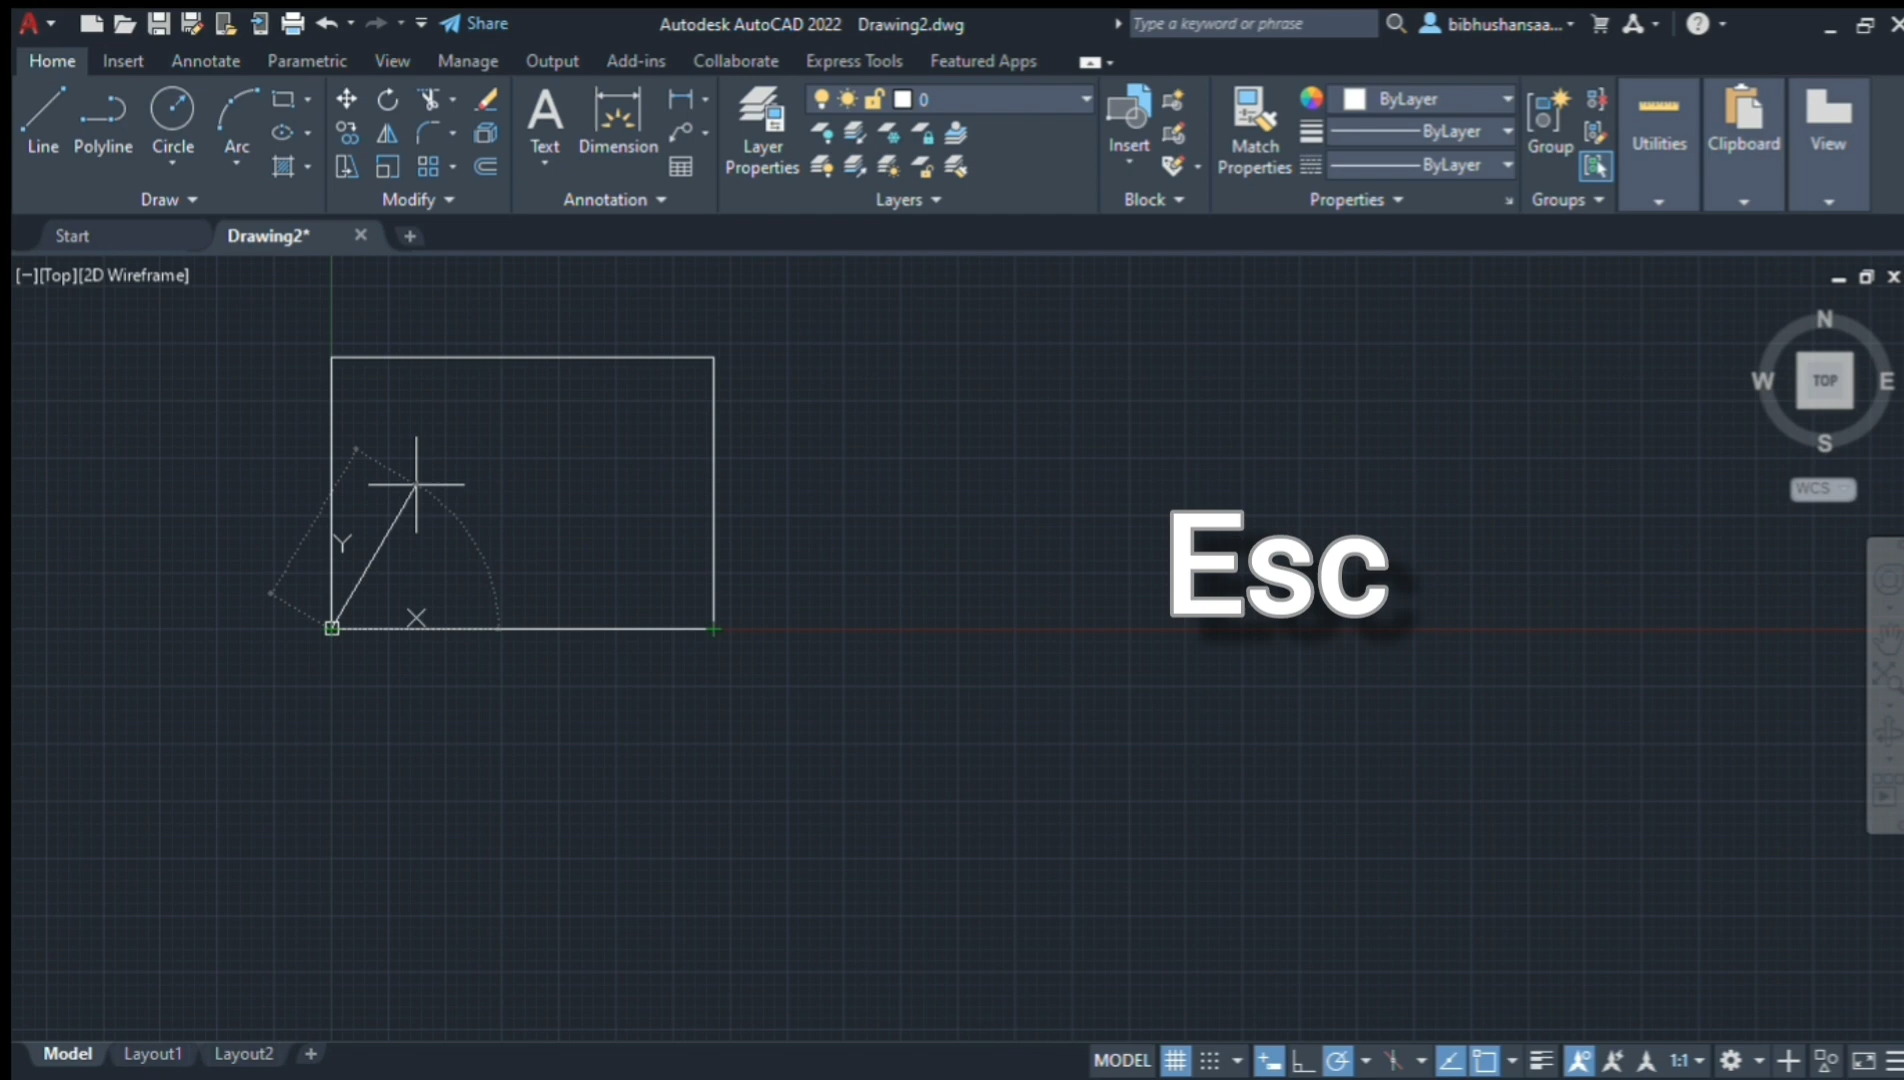 Share
Autodesk AutoCAD 2022 Drawing2.dwg
Type a keyword or phrase
bibhushansaa...
Home Insert Annotate Parametric View Manage Output Add-ins Collaborate Express Tools Featured Apps
0
ByLayer
Line Polyline Circle Arc
Text Dimension
Layer Properties
Insert
Match Properties
ByLayer
ByLayer
Group
Utilities Clipboard View
Draw Modify Annotation Layers Block Properties Groups
Start Drawing2*
[−][Top][2D Wireframe]
N
W TOP E
S
WCS
Y
X
Esc
Model Layout1 Layout2
MODEL 1:1